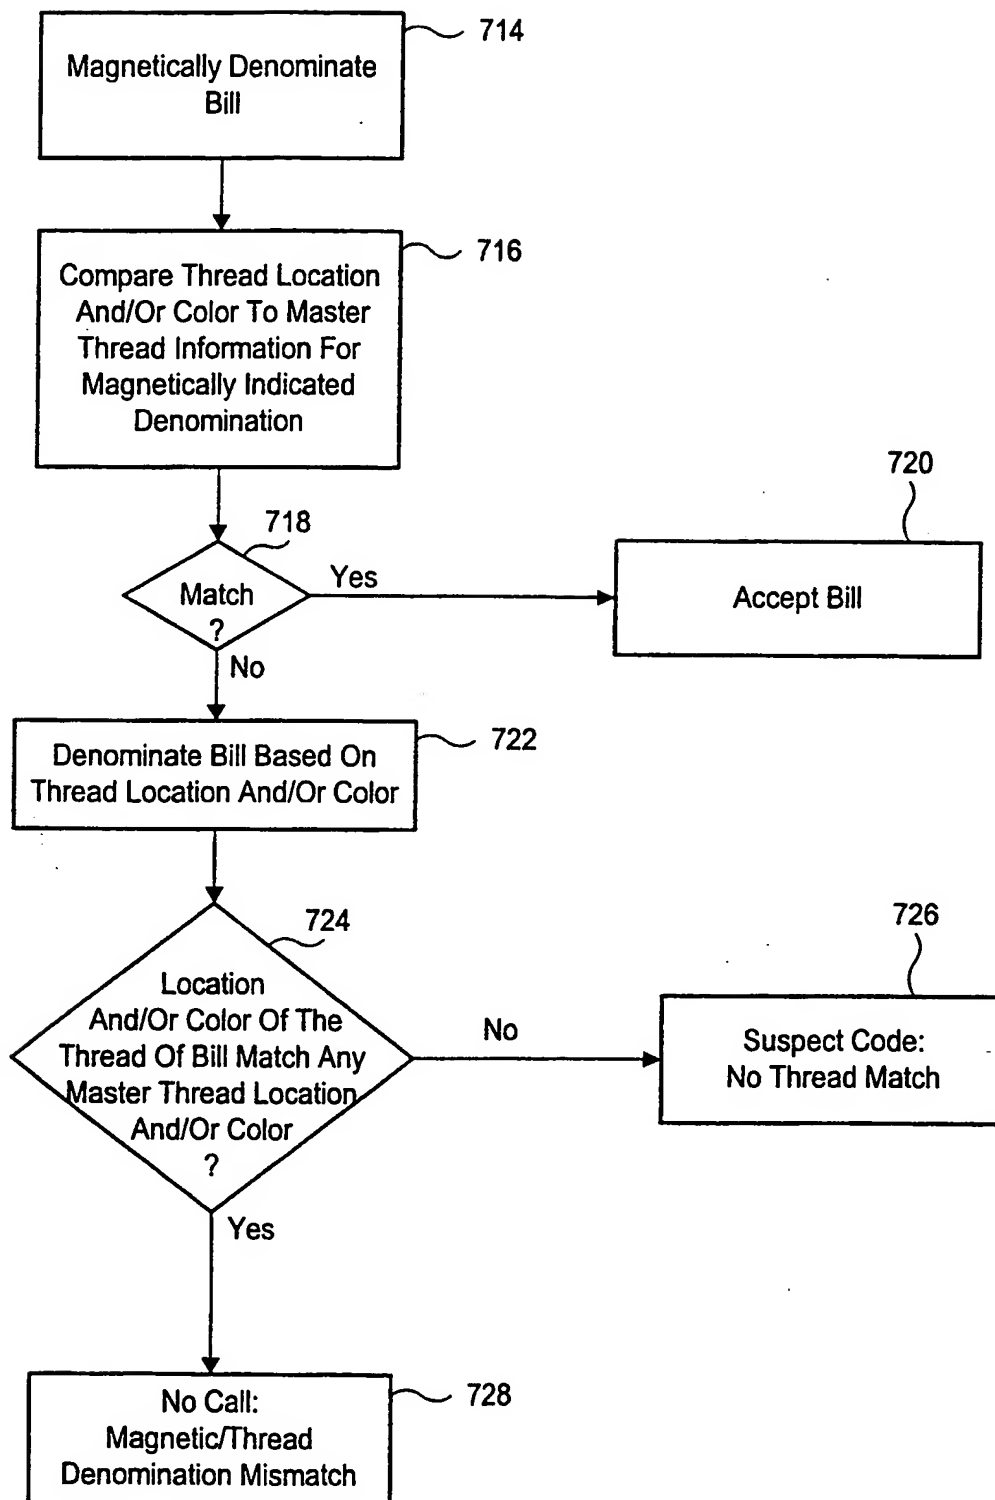 714
Magnetically Denominate
Bill
716
Compare Thread Location
And/Or Color To Master
Thread Information For
Magnetically Indicated
Denomination
718
Match
?
Yes
720
Accept Bill
No
722
Denominate Bill Based On
Thread Location And/Or Color
724
Location
And/Or Color Of The
Thread Of Bill Match Any
Master Thread Location
And/Or Color
?
No
726
Suspect Code:
No Thread Match
Yes
728
No Call:
Magnetic/Thread
Denomination Mismatch